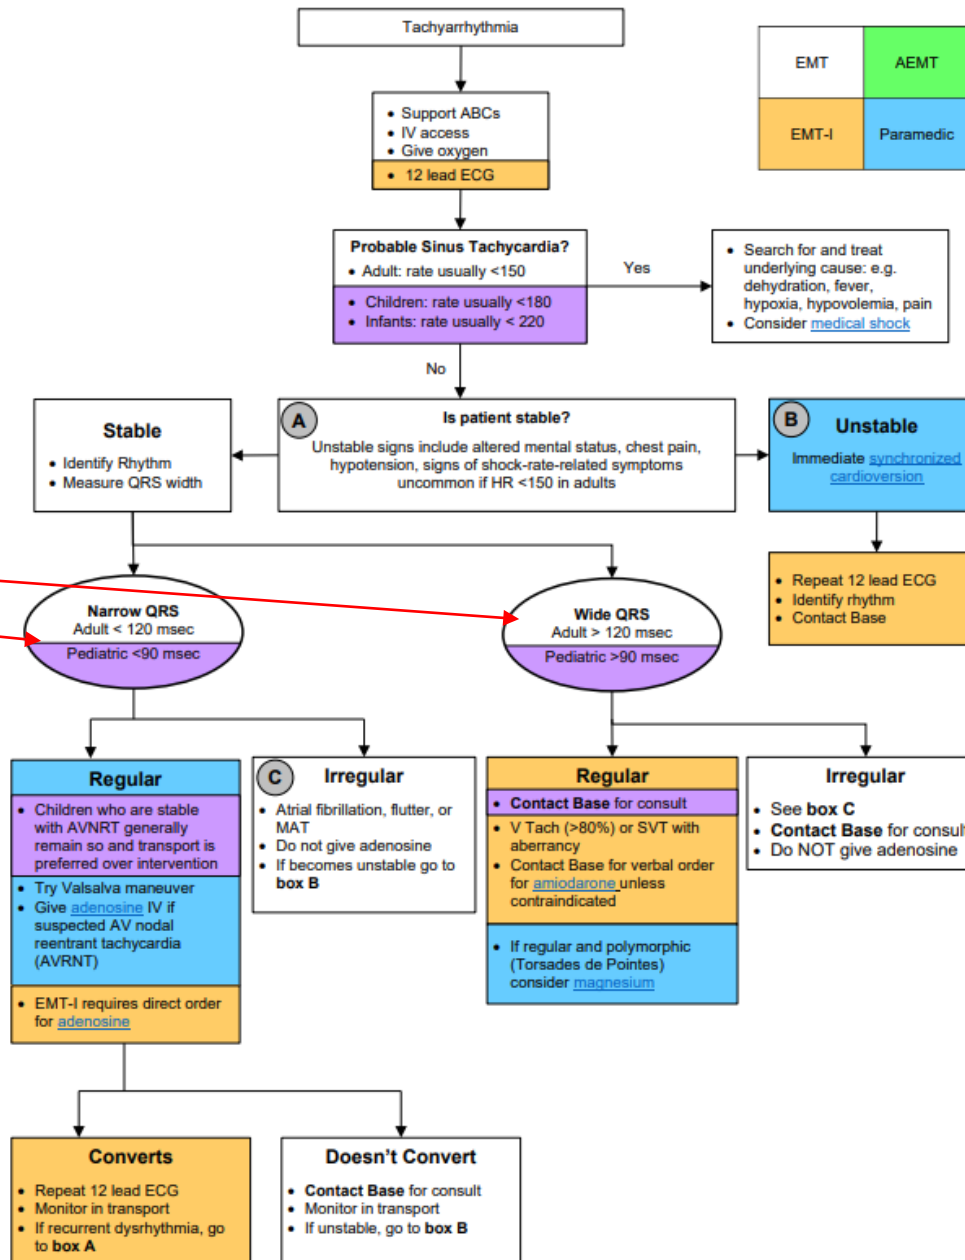 Tachyarrhythmia
EMT
AEMT
EMT-I
Paramedic
• Support ABCs
• IV access
• Give oxygen
• 12 lead ECG
Probable Sinus Tachycardia?
• Adult: rate usually <150
• Children: rate usually <180
• Infants: rate usually < 220
Yes
• Search for and treat
underlying cause: e.g.
dehydration, fever,
hypoxia, hypovolemia, pain
• Consider medical shock
No
Stable
• Identify Rhythm
• Measure QRS width
A
Is patient stable?
Unstable signs include altered mental status, chest pain,
hypotension, signs of shock-rate-related symptoms
uncommon if HR <150 in adults
B
Unstable
Immediate synchronized
cardioversion
• Repeat 12 lead ECG
• Identify rhythm
• Contact Base
Narrow QRS
Adult < 120 msec
Pediatric <90 msec
Wide QRS
Adult > 120 msec
Pediatric >90 msec
Regular
• Children who are stable
with AVNRT generally
remain so and transport is
preferred over intervention
• Try Valsalva maneuver
• Give adenosine IV if
suspected AV nodal
reentrant tachycardia
(AVRNT)
• EMT-I requires direct order
for adenosine
C
Irregular
• Atrial fibrillation, flutter, or
MAT
• Do not give adenosine
• If becomes unstable go to
box B
Regular
• Contact Base for consult
• V Tach (>80%) or SVT with
aberrancy
• Contact Base for verbal order
for amiodarone unless
contraindicated
• If regular and polymorphic
(Torsades de Pointes)
consider magnesium
Irregular
• See box C
• Contact Base for consult
• Do NOT give adenosine
Converts
• Repeat 12 lead ECG
• Monitor in transport
• If recurrent dysrhythmia, go
to box A
Doesn't Convert
• Contact Base for consult
• Monitor in transport
• If unstable, go to box B